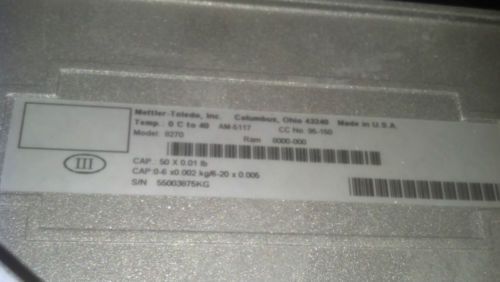 Mettler-Toledo, Inc. Columbus, Ohio 43240 Made in U.S.A.
Temp.: 0 C to 40 AM-5117 CC No. 95-150
Model: 8270 Ram 0000-000
III
CAP.: 50 X 0.01 lb
CAP:0-6 x0.002 kg/6-20 x 0.005
S/N 55003875KG